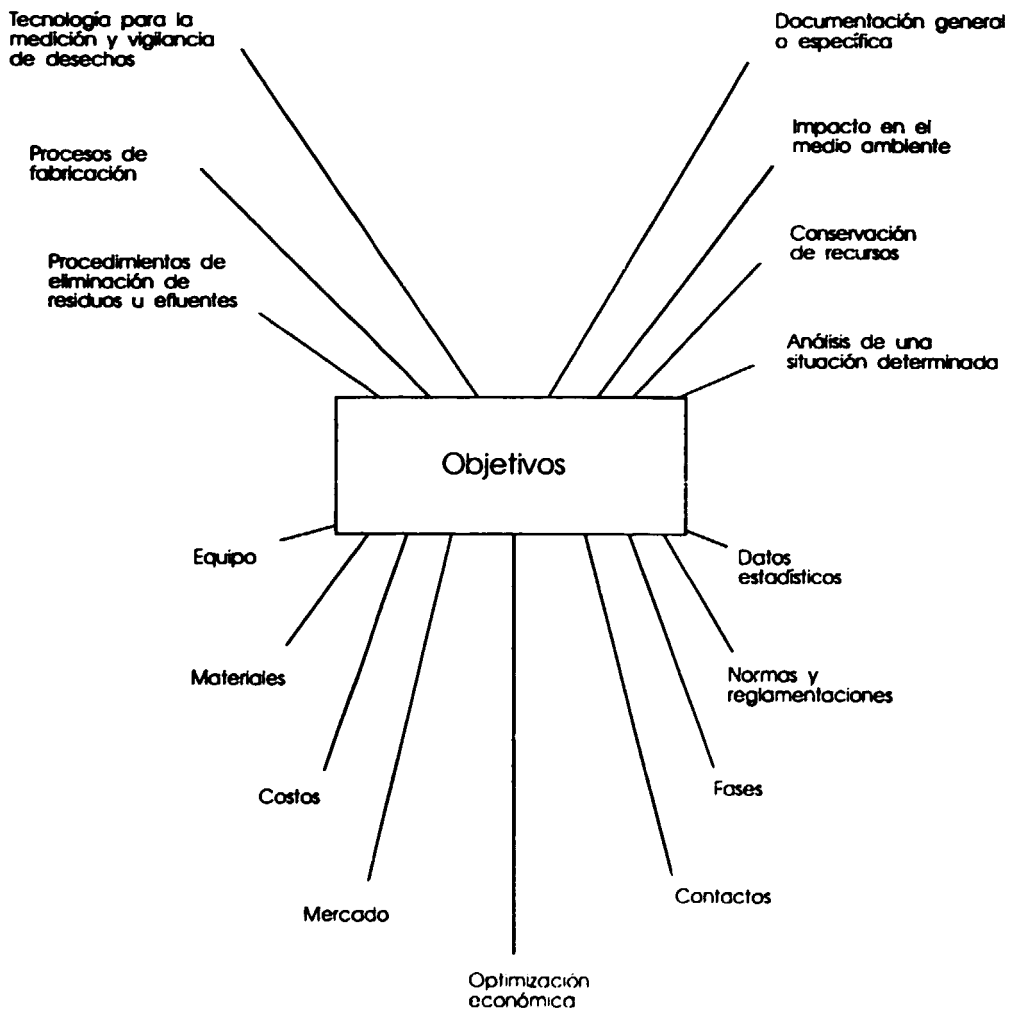 Tecnología para la
medición y vigilancia
de desechos
Documentación general
o específica
Procesos de
fabricación
Impacto en el
medio ambiente
Procedimientos de
eliminación de
residuos u efluentes
Conservación
de recursos
Análisis de una
situación determinada
Objetivos
Equipo
Datos
estadísticos
Materiales
Normas y
reglamentaciones
Costos
Fases
Mercado
Contactos
Optimización
económica